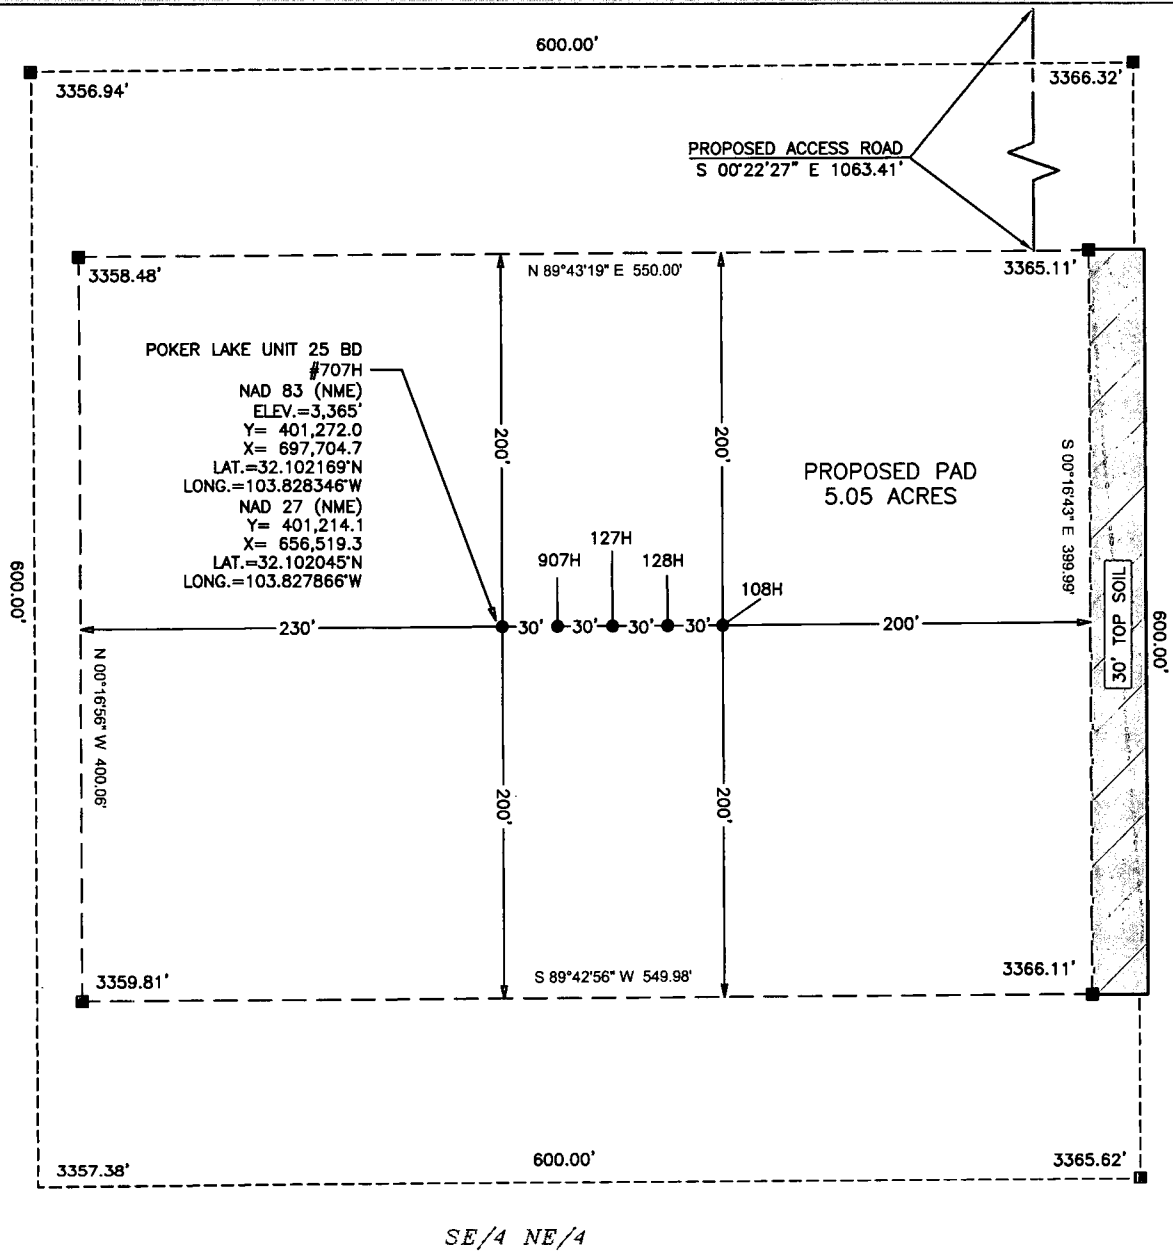 600.00'
3356.94'
3366.32'
PROPOSED ACCESS ROAD
S 00°22'27" E 1063.41'
3358.48'
N 89°43'19" E 550.00'
3365.11'
POKER LAKE UNIT 25 BD
#707H
NAD 83 (NME)
ELEV.=3,365'
Y= 401,272.0
X= 697,704.7
LAT.=32.102169°N
LONG.=103.828346°W
NAD 27 (NME)
Y= 401,214.1
X= 656,519.3
LAT.=32.102045°N
LONG.=103.827866°W
200'
200'
PROPOSED PAD
5.05 ACRES
S 00°16'43" E 399.99'
907H
127H
128H
108H
600.00'
230'
30'
30'
30'
30'
200'
30' TOP SOIL
600.00'
N 00°16'56" W 400.06'
200'
200'
3359.81'
S 89°42'56" W 549.98'
3366.11'
3357.38'
600.00'
3365.62'
SE/4 NE/4